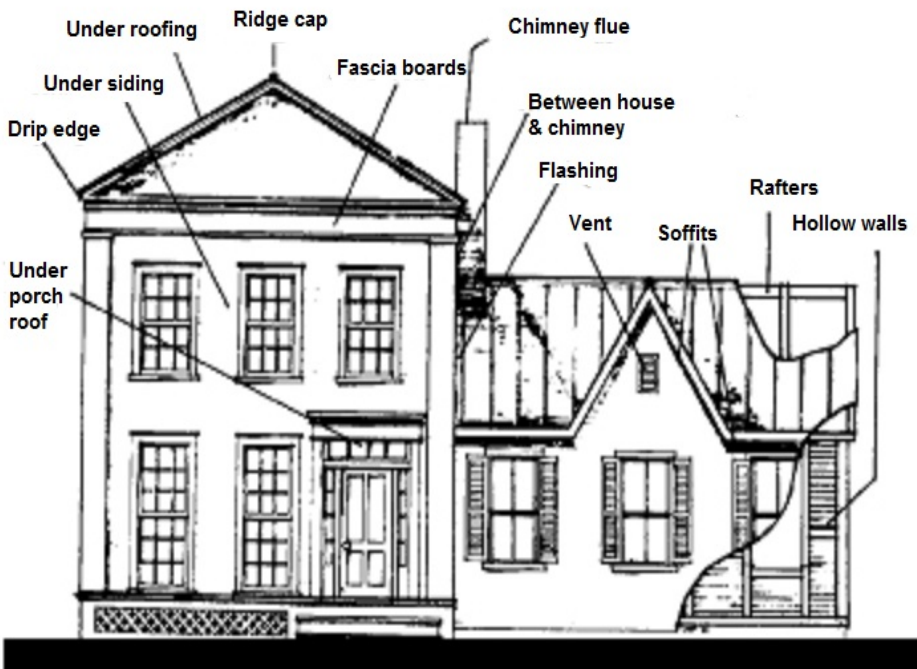 Ridge cap
Chimney flue
Under roofing
Fascia boards
Under siding
Between house
& chimney
Drip edge
Flashing
Rafters
Vent
Soffits
Hollow walls
Under
porch
roof